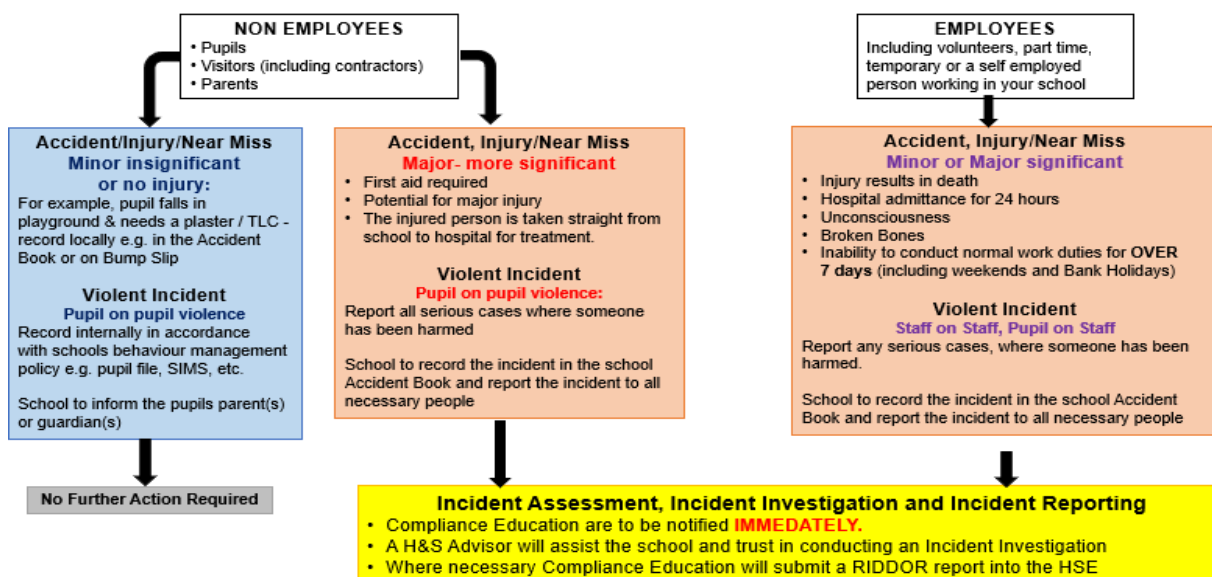 NON EMPLOYEES
• Pupils
• Visitors (including contractors)
• Parents
EMPLOYEES
Including volunteers, part time,
temporary or a self employed
person working in your school
Accident/Injury/Near Miss
Minor insignificant
or no injury:
For example, pupil falls in
playground & needs a plaster / TLC -
record locally e.g. in the Accident
Book or on Bump Slip
Violent Incident
Pupil on pupil violence
Record internally in accordance
with schools behaviour management
policy e.g. pupil file, SIMS, etc.
School to inform the pupils parent(s)
or guardian(s)
No Further Action Required
Accident, Injury/Near Miss
Major- more significant
• First aid required
• Potential for major injury
• The injured person is taken straight from
school to hospital for treatment.
Violent Incident
Pupil on pupil violence:
Report all serious cases where someone
has been harmed
School to record the incident in the school
Accident Book and report the incident to all
necessary people
Accident, Injury/Near Miss
Minor or Major significant
• Injury results in death
• Hospital admittance for 24 hours
• Unconsciousness
• Broken Bones
• Inability to conduct normal work duties for OVER
7 days (including weekends and Bank Holidays)
Violent Incident
Staff on Staff, Pupil on Staff
Report any serious cases, where someone has been
harmed.
School to record the incident in the school Accident
Book and report the incident to all necessary people
Incident Assessment, Incident Investigation and Incident Reporting
• Compliance Education are to be notified IMMEDIATELY.
• A H&S Advisor will assist the school and trust in conducting an Incident Investigation
• Where necessary Compliance Education will submit a RIDDOR report into the HSE